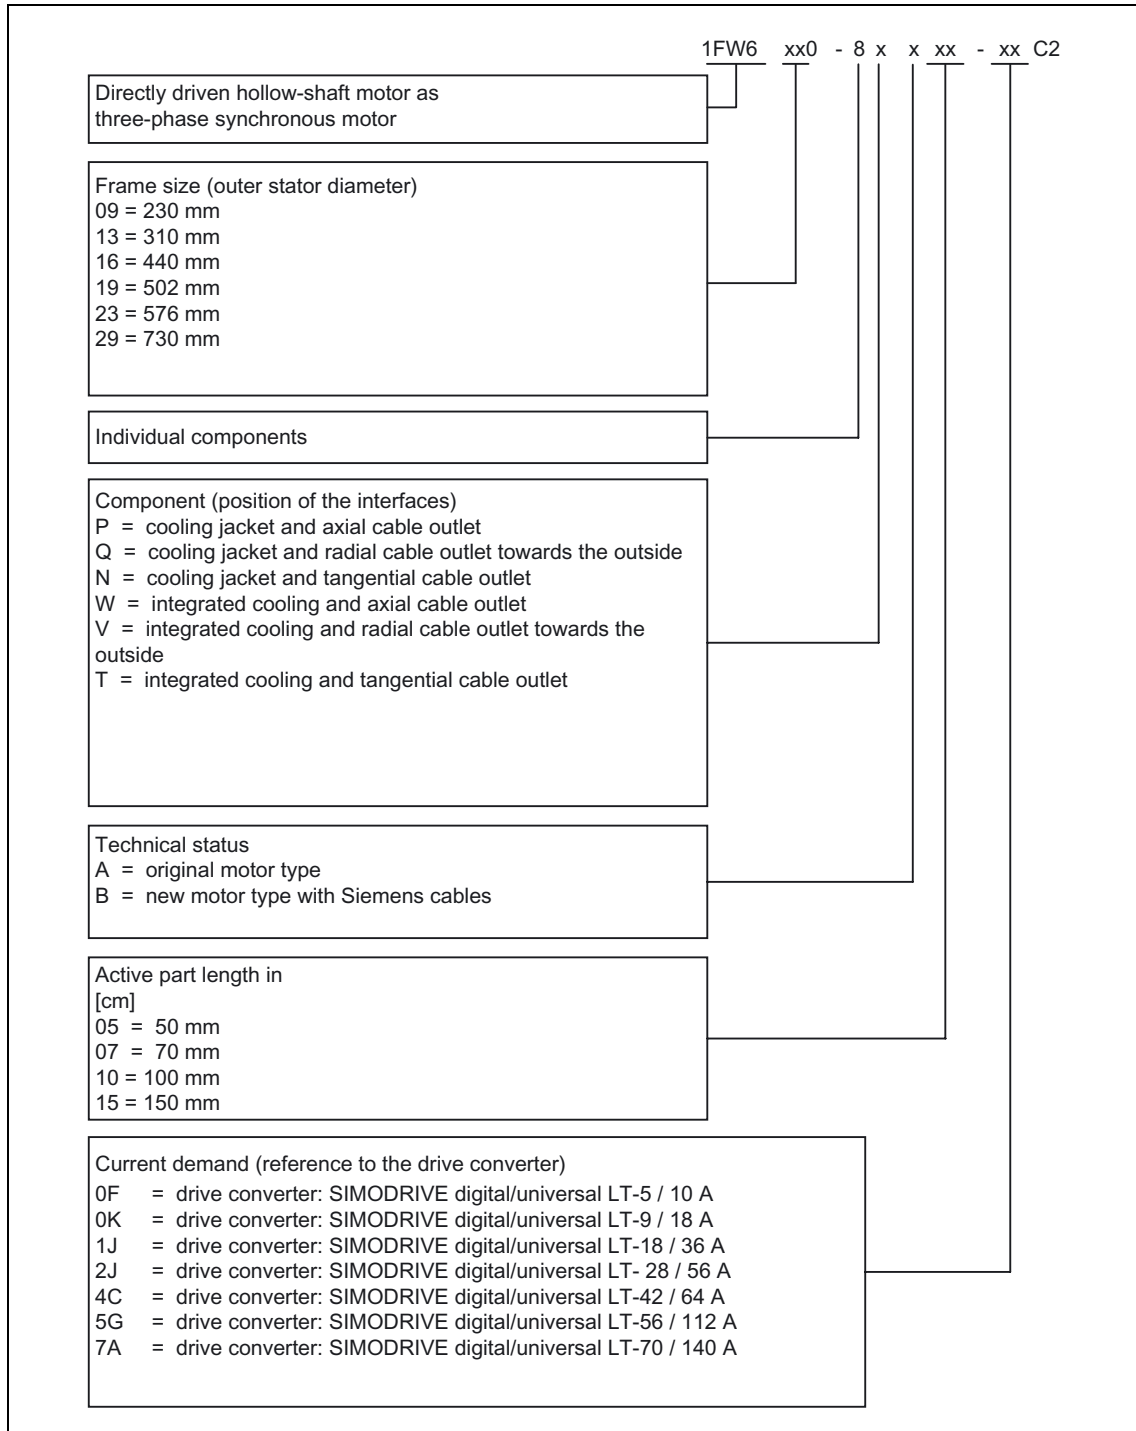 1FW6 xx0 - 8 x x xx - xx C2
Directly driven hollow-shaft motor as
three-phase synchronous motor
Frame size (outer stator diameter)
09 = 230 mm
13 = 310 mm
16 = 440 mm
19 = 502 mm
23 = 576 mm
29 = 730 mm
Individual components
Component (position of the interfaces)
P = cooling jacket and axial cable outlet
Q = cooling jacket and radial cable outlet towards the outside
N = cooling jacket and tangential cable outlet
W = integrated cooling and axial cable outlet
V = integrated cooling and radial cable outlet towards the
outside
T = integrated cooling and tangential cable outlet
Technical status
A = original motor type
B = new motor type with Siemens cables
Active part length in
[cm]
05 = 50 mm
07 = 70 mm
10 = 100 mm
15 = 150 mm
Current demand (reference to the drive converter)
0F = drive converter: SIMODRIVE digital/universal LT-5 / 10 A
0K = drive converter: SIMODRIVE digital/universal LT-9 / 18 A
1J = drive converter: SIMODRIVE digital/universal LT-18 / 36 A
2J = drive converter: SIMODRIVE digital/universal LT- 28 / 56 A
4C = drive converter: SIMODRIVE digital/universal LT-42 / 64 A
5G = drive converter: SIMODRIVE digital/universal LT-56 / 112 A
7A = drive converter: SIMODRIVE digital/universal LT-70 / 140 A